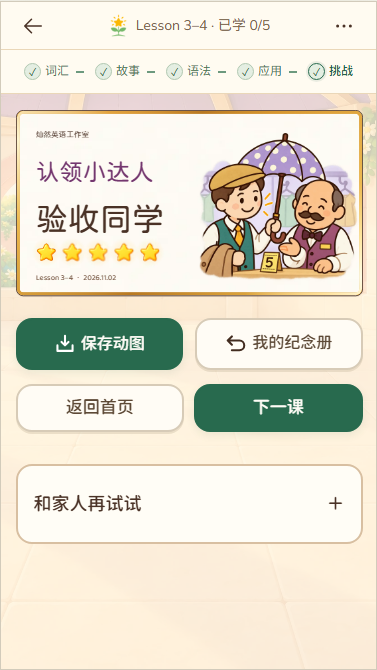 Lesson 3–4 · 已学 0/5
词汇 故事 语法 应用 挑战
灿然英语工作室
认领小达人
验收同学
Lesson 3–4 · 2026.11.02
5
保存动图
我的纪念册
返回首页
下一课
和家人再试试